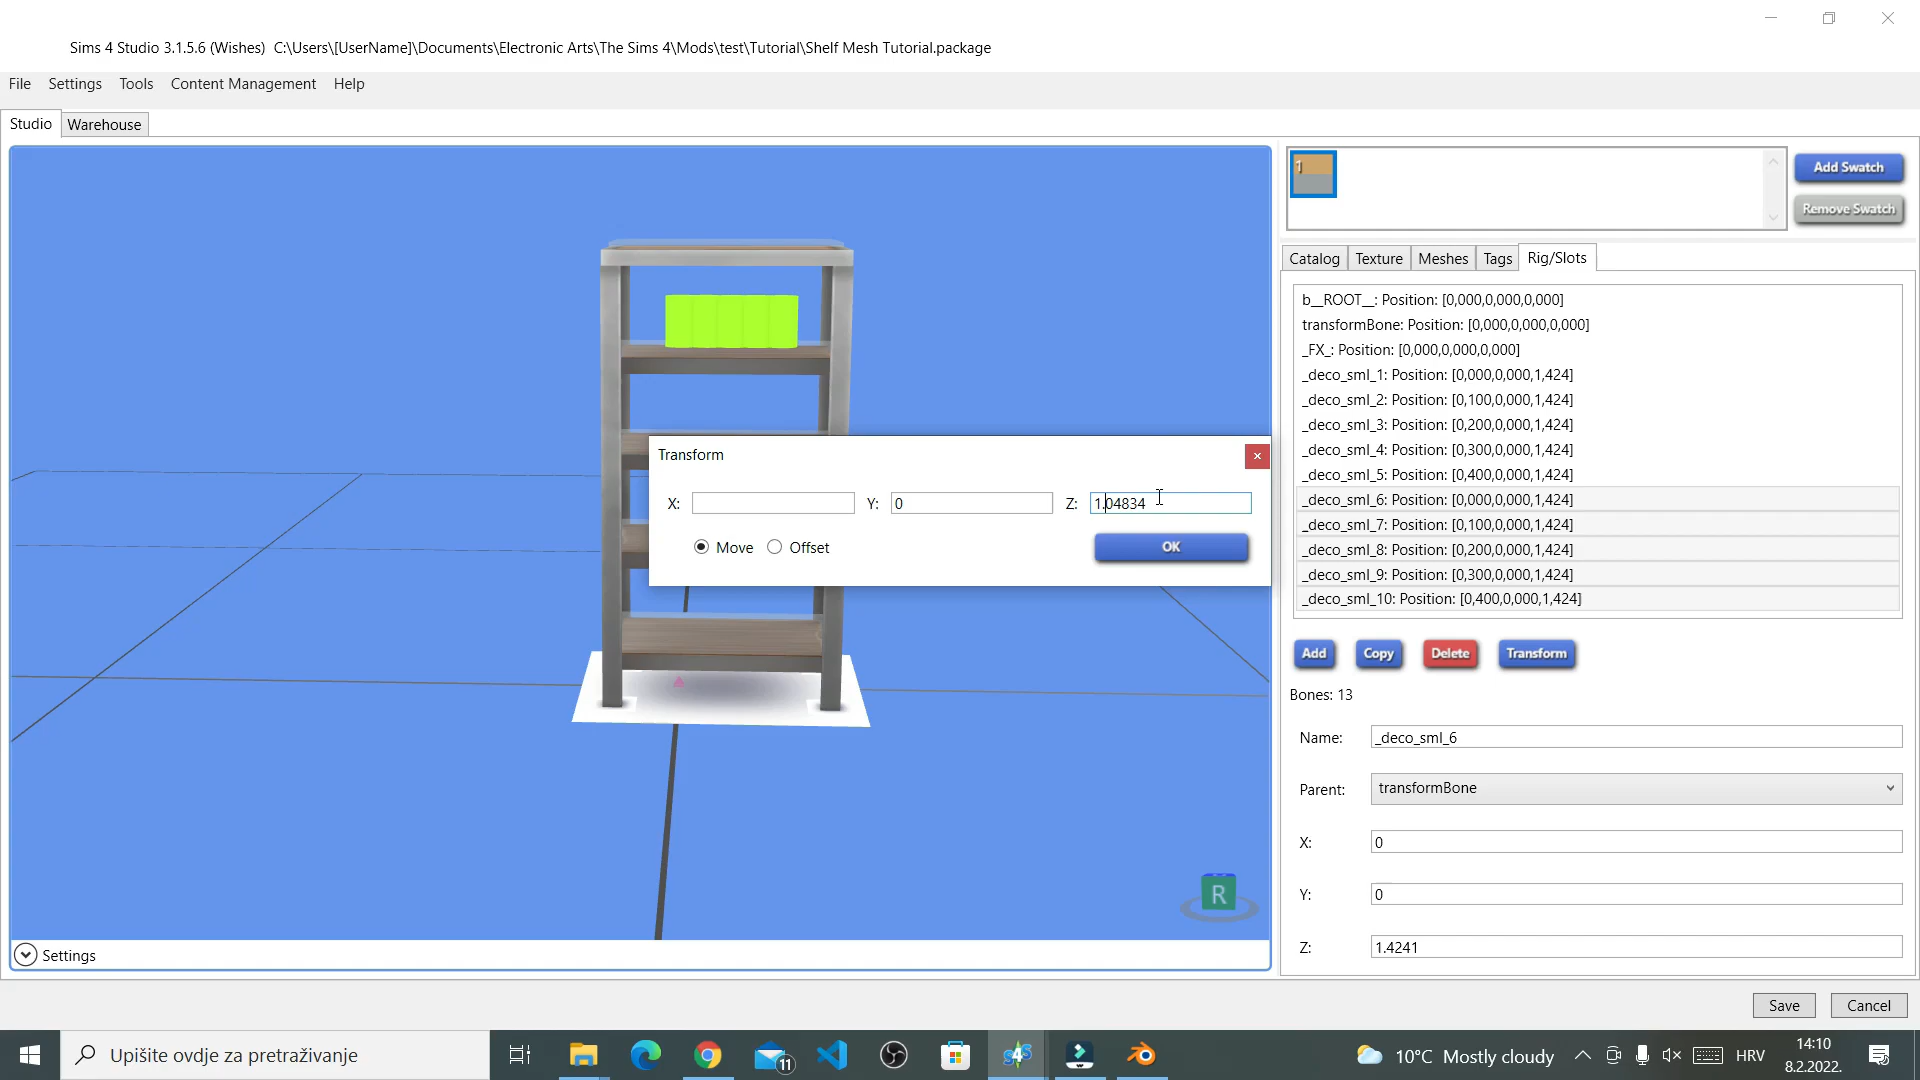 Sims 4 Studio 3.1.5.6 (Wishes) C:\Users\[UserName]\Documents\Electronic Arts\The Sims 4\Mods\test\Tutorial\Shelf Mesh Tutorial.package
File Settings Tools Content Management Help
Studio Warehouse
1
Add Swatch
Remove Swatch
Catalog Texture Meshes Tags Rig/Slots
b__ROOT__: Position: [0,000,0,000,0,000]
transformBone: Position: [0,000,0,000,0,000]
_FX_: Position: [0,000,0,000,0,000]
_deco_sml_1: Position: [0,000,0,000,1,424]
_deco_sml_2: Position: [0,100,0,000,1,424]
_deco_sml_3: Position: [0,200,0,000,1,424]
_deco_sml_4: Position: [0,300,0,000,1,424]
_deco_sml_5: Position: [0,400,0,000,1,424]
_deco_sml_6: Position: [0,000,0,000,1,424]
_deco_sml_7: Position: [0,100,0,000,1,424]
_deco_sml_8: Position: [0,200,0,000,1,424]
_deco_sml_9: Position: [0,300,0,000,1,424]
_deco_sml_10: Position: [0,400,0,000,1,424]
Transform
X: Y: 0 Z: 1.04834
Move Offset OK
Add Copy Delete Transform
Bones: 13
Name: _deco_sml_6
Parent: transformBone
X: 0
Y: 0
Z: 1.4241
R
Settings
Save Cancel
Upišite ovdje za pretraživanje
11
10°C Mostly cloudy
HRV
14:10
8.2.2022.